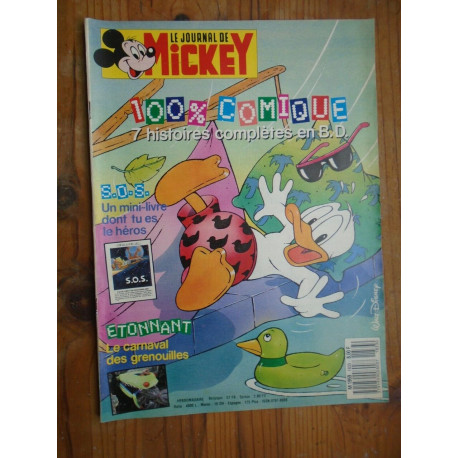 LE JOURNAL DE
MICKEY
100% COMIQUE
7 histoires complètes en B.D.
S.O.S.
Un mini-livre
dont tu es
le héros
S.O.S.
ETONNANT
Le carnaval
des grenouilles
Walt Disney
HEBDOMADAIRE